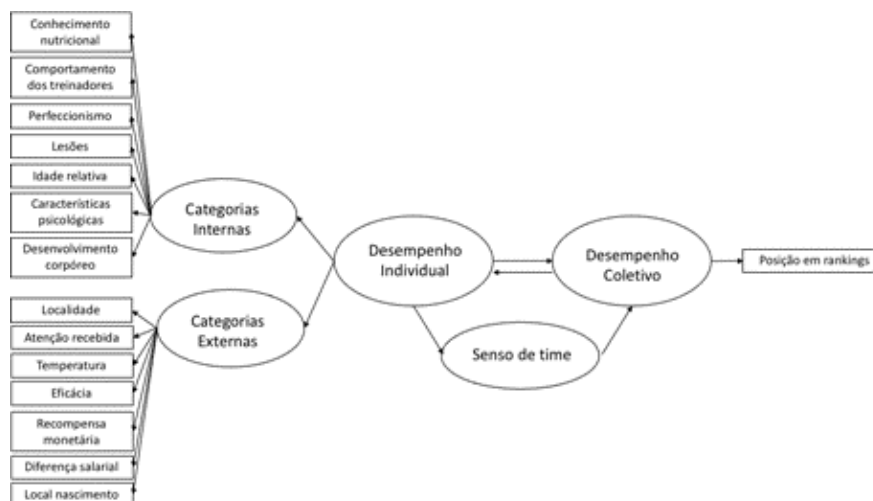 Conhecimento
nutricional
Comportamento
dos treinadores
Perfeccionismo
Lesões
Idade relativa
Características
psicológicas
Desenvolvimento
corpóreo
Categorias
Internas
Localidade
Atenção recebida
Temperatura
Eficácia
Recompensa
monetária
Diferença salarial
Local nascimento
Categorias
Externas
Desempenho
Individual
Desempenho
Coletivo
Senso de time
Posição em rankings